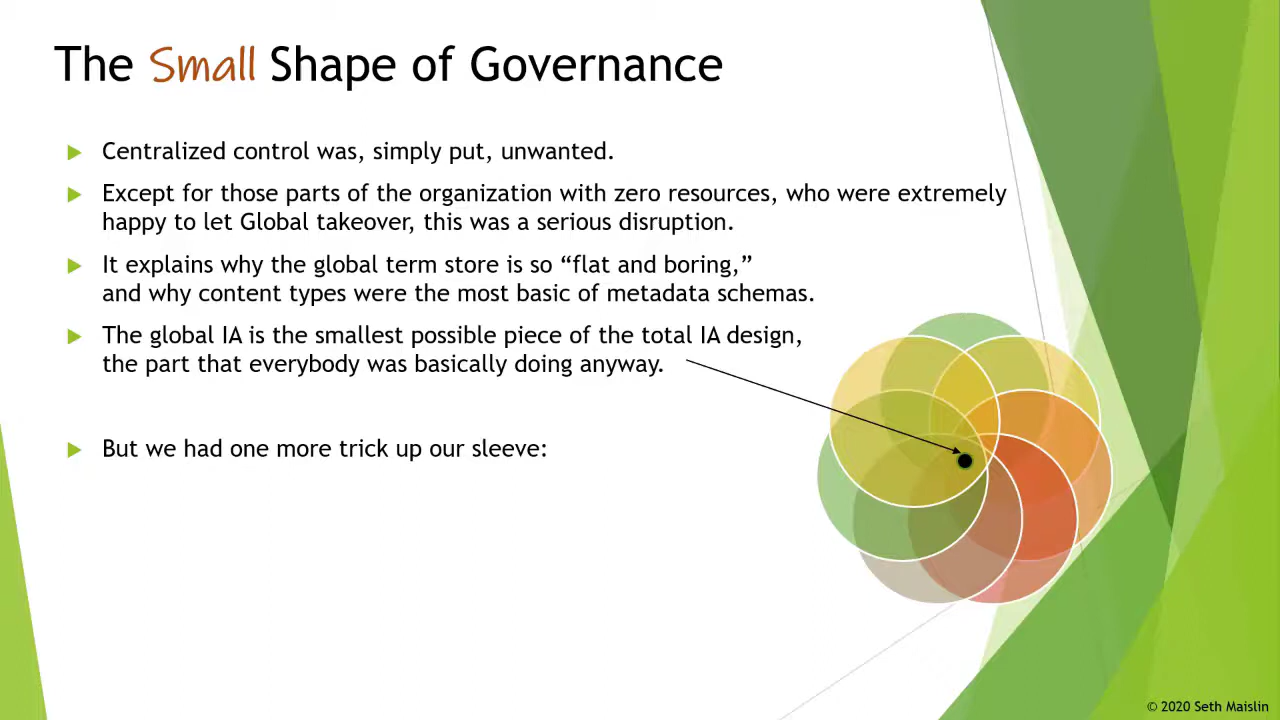 The Small Shape of Governance
Centralized control was, simply put, unwanted.
Except for those parts of the organization with zero resources, who were extremely
happy to let Global takeover, this was a serious disruption.
It explains why the global term store is so “flat and boring,”
and why content types were the most basic of metadata schemas.
The global IA is the smallest possible piece of the total IA design,
the part that everybody was basically doing anyway.
But we had one more trick up our sleeve:
© 2020 Seth Maislin